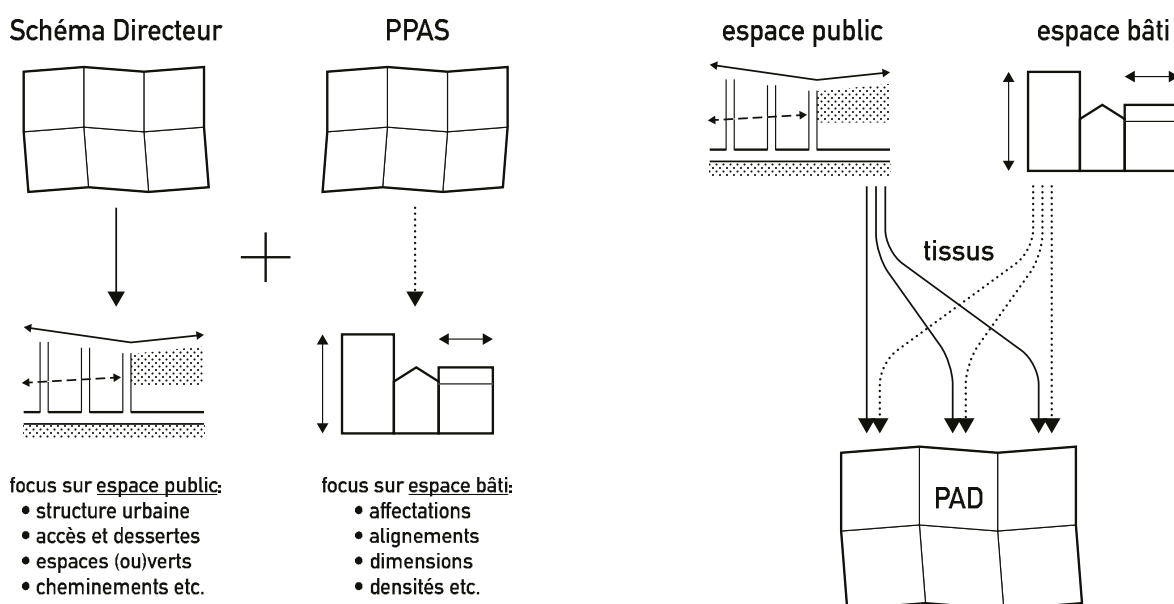 Schéma Directeur
PPAS
espace public
espace bâti
tissus
focus sur espace public:
• structure urbaine
• accès et dessertes
• espaces (ou)verts
• cheminements etc.
focus sur espace bâti:
• affectations
• alignements
• dimensions
• densités etc.
PAD